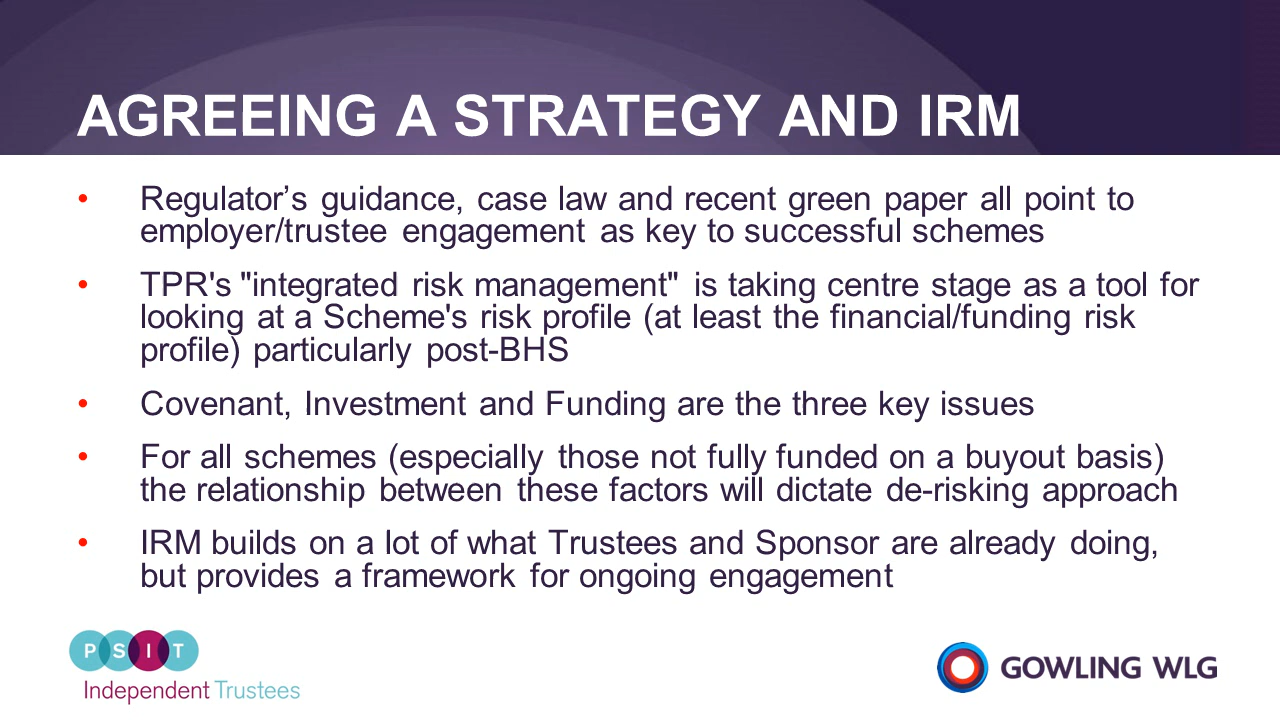 AGREEING A STRATEGY AND IRM
• Regulator’s guidance, case law and recent green paper all point to
employer/trustee engagement as key to successful schemes
• TPR's "integrated risk management" is taking centre stage as a tool for
looking at a Scheme's risk profile (at least the financial/funding risk
profile) particularly post-BHS
• Covenant, Investment and Funding are the three key issues
• For all schemes (especially those not fully funded on a buyout basis)
the relationship between these factors will dictate de-risking approach
• IRM builds on a lot of what Trustees and Sponsor are already doing,
but provides a framework for ongoing engagement
PSIT
Independent Trustees
GOWLING WLG